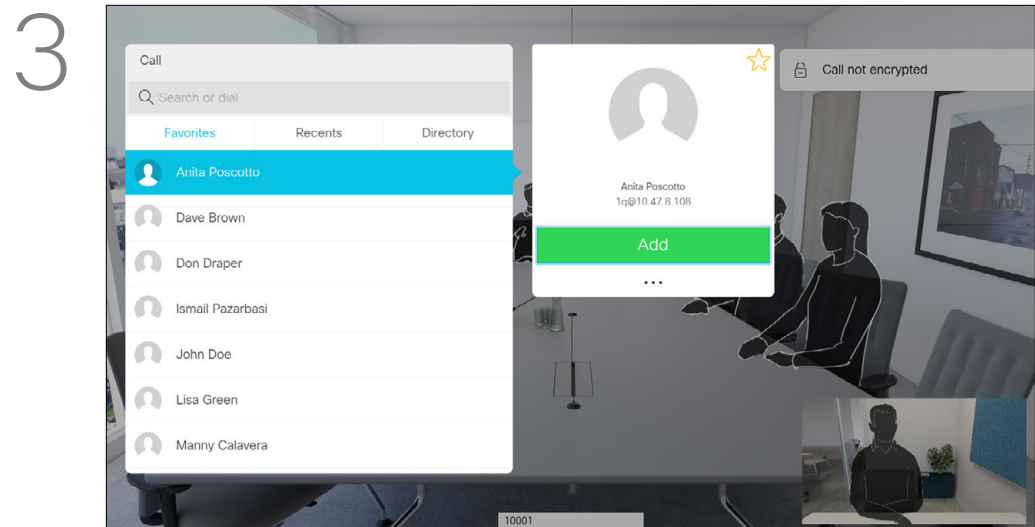 3
Call
Search or dial
Favorites Recents Directory
Anita Poscotto
Dave Brown
Don Draper
Ismail Pazarbasi
John Doe
Lisa Green
Manny Calavera
Anita Poscotto
1q@10.47.8.108
Add
...
Call not encrypted
10001